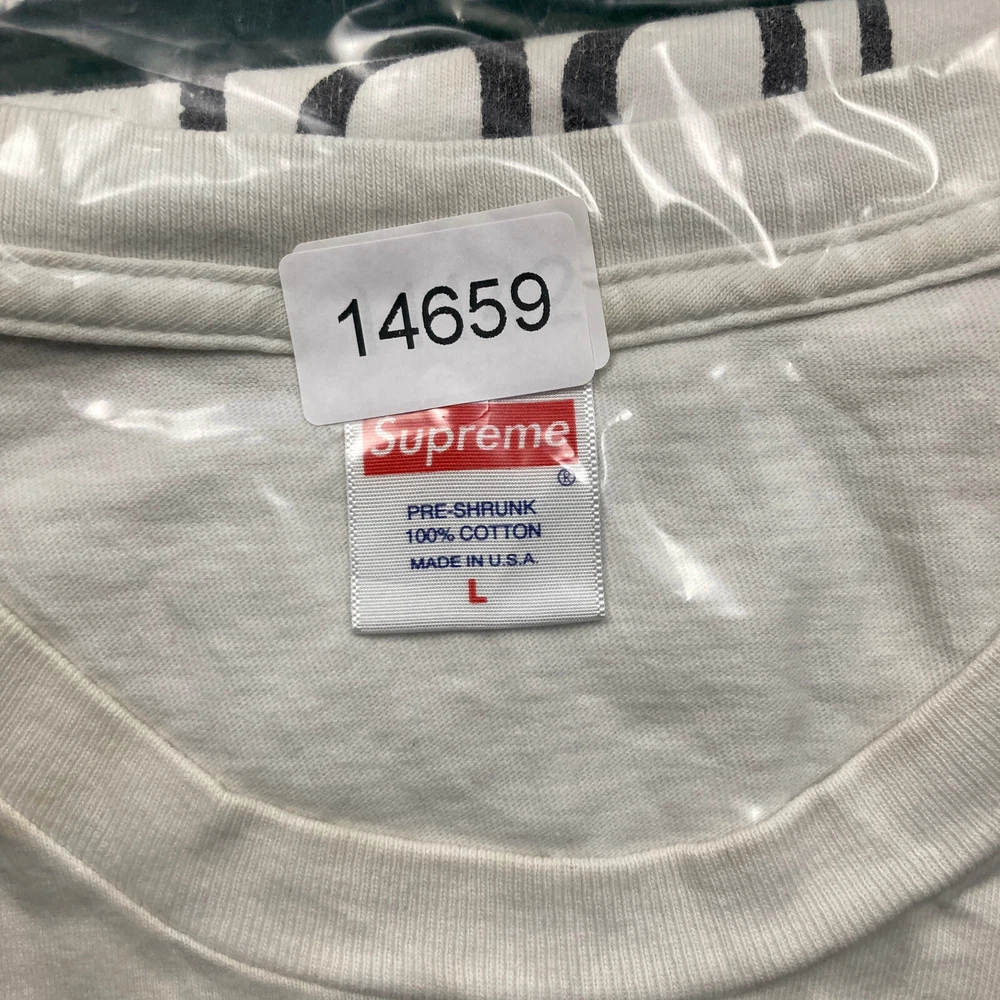 14659
Supreme
®
PRE-SHRUNK
100% COTTON
MADE IN U.S.A.
L